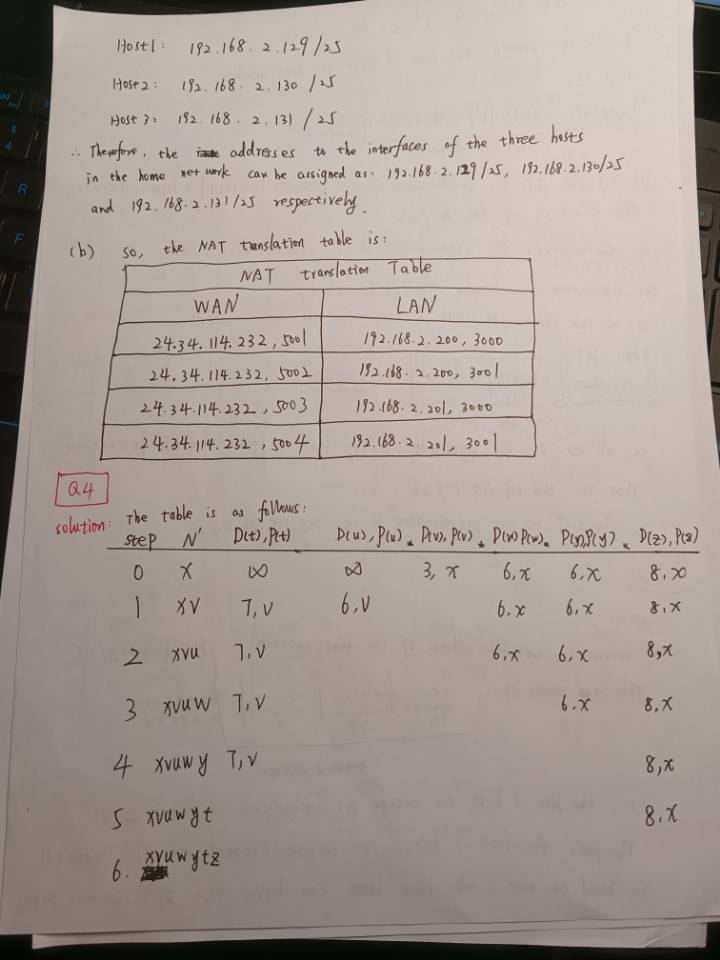 Host1: 192.168.2.129/25
Host2: 192.168.2.130/25
Host3: 192.168.2.131/25
∴ Therefore, the addresses to the interfaces of the three hosts
in the home network can be assigned as: 192.168.2.129/25, 192.168.2.130/25
and 192.168.2.131/25 respectively.
(b) so, the NAT translation table is:
NAT translation Table
WAN LAN
24.34.114.232, 5001 192.168.2.200, 3000
24.34.114.232, 5002 192.168.2.200, 3001
24.34.114.232, 5003 192.168.2.201, 3000
24.34.114.232, 5004 192.168.2.201, 3001
Q4
solution: The table is as follows:
step N' D(t),P(t) D(u),P(u) D(v),P(v) D(w)P(w) P(y),P(y) D(z),P(z)
0 x ∞ ∞ 3,x 6,x 6,x 8,x
1 xv 7,v 6,v 6,x 6,x 8,x
2 xvu 7,v 6,x 6,x 8,x
3 xvuw 7,v 6,x 8,x
4 xvuwy 7,v 8,x
5 xvuwyt 8,x
6. xvuwytz